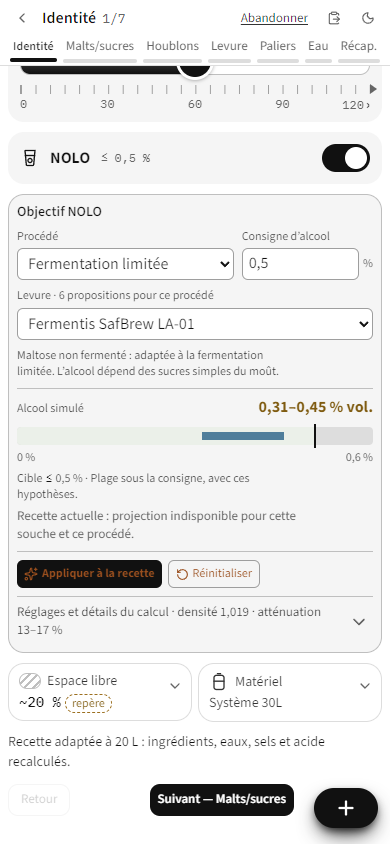 Identité 1/7
Abandonner
Identité Malts/sucres Houblons Levure Paliers Eau Récap.
0 30 60 90 120›
NOLO ≤ 0,5 %
Objectif NOLO
Procédé
Consigne d’alcool
Fermentation limitée
0,5 %
Levure · 6 propositions pour ce procédé
Fermentis SafBrew LA-01
Maltose non fermenté : adaptée à la fermentation
limitée. L’alcool dépend des sucres simples du moût.
Alcool simulé
0,31–0,45 % vol.
0 % 0,6 %
Cible ≤ 0,5 % · Plage sous la consigne, avec ces
hypothèses.
Recette actuelle : projection indisponible pour cette
souche et ce procédé.
Appliquer à la recette
Réinitialiser
Réglages et détails du calcul · densité 1,019 · atténuation
13–17 %
Espace libre
~20 % repère
Matériel
Système 30L
Recette adaptée à 20 L : ingrédients, eaux, sels et acide
recalculés.
Retour
Suivant — Malts/sucres